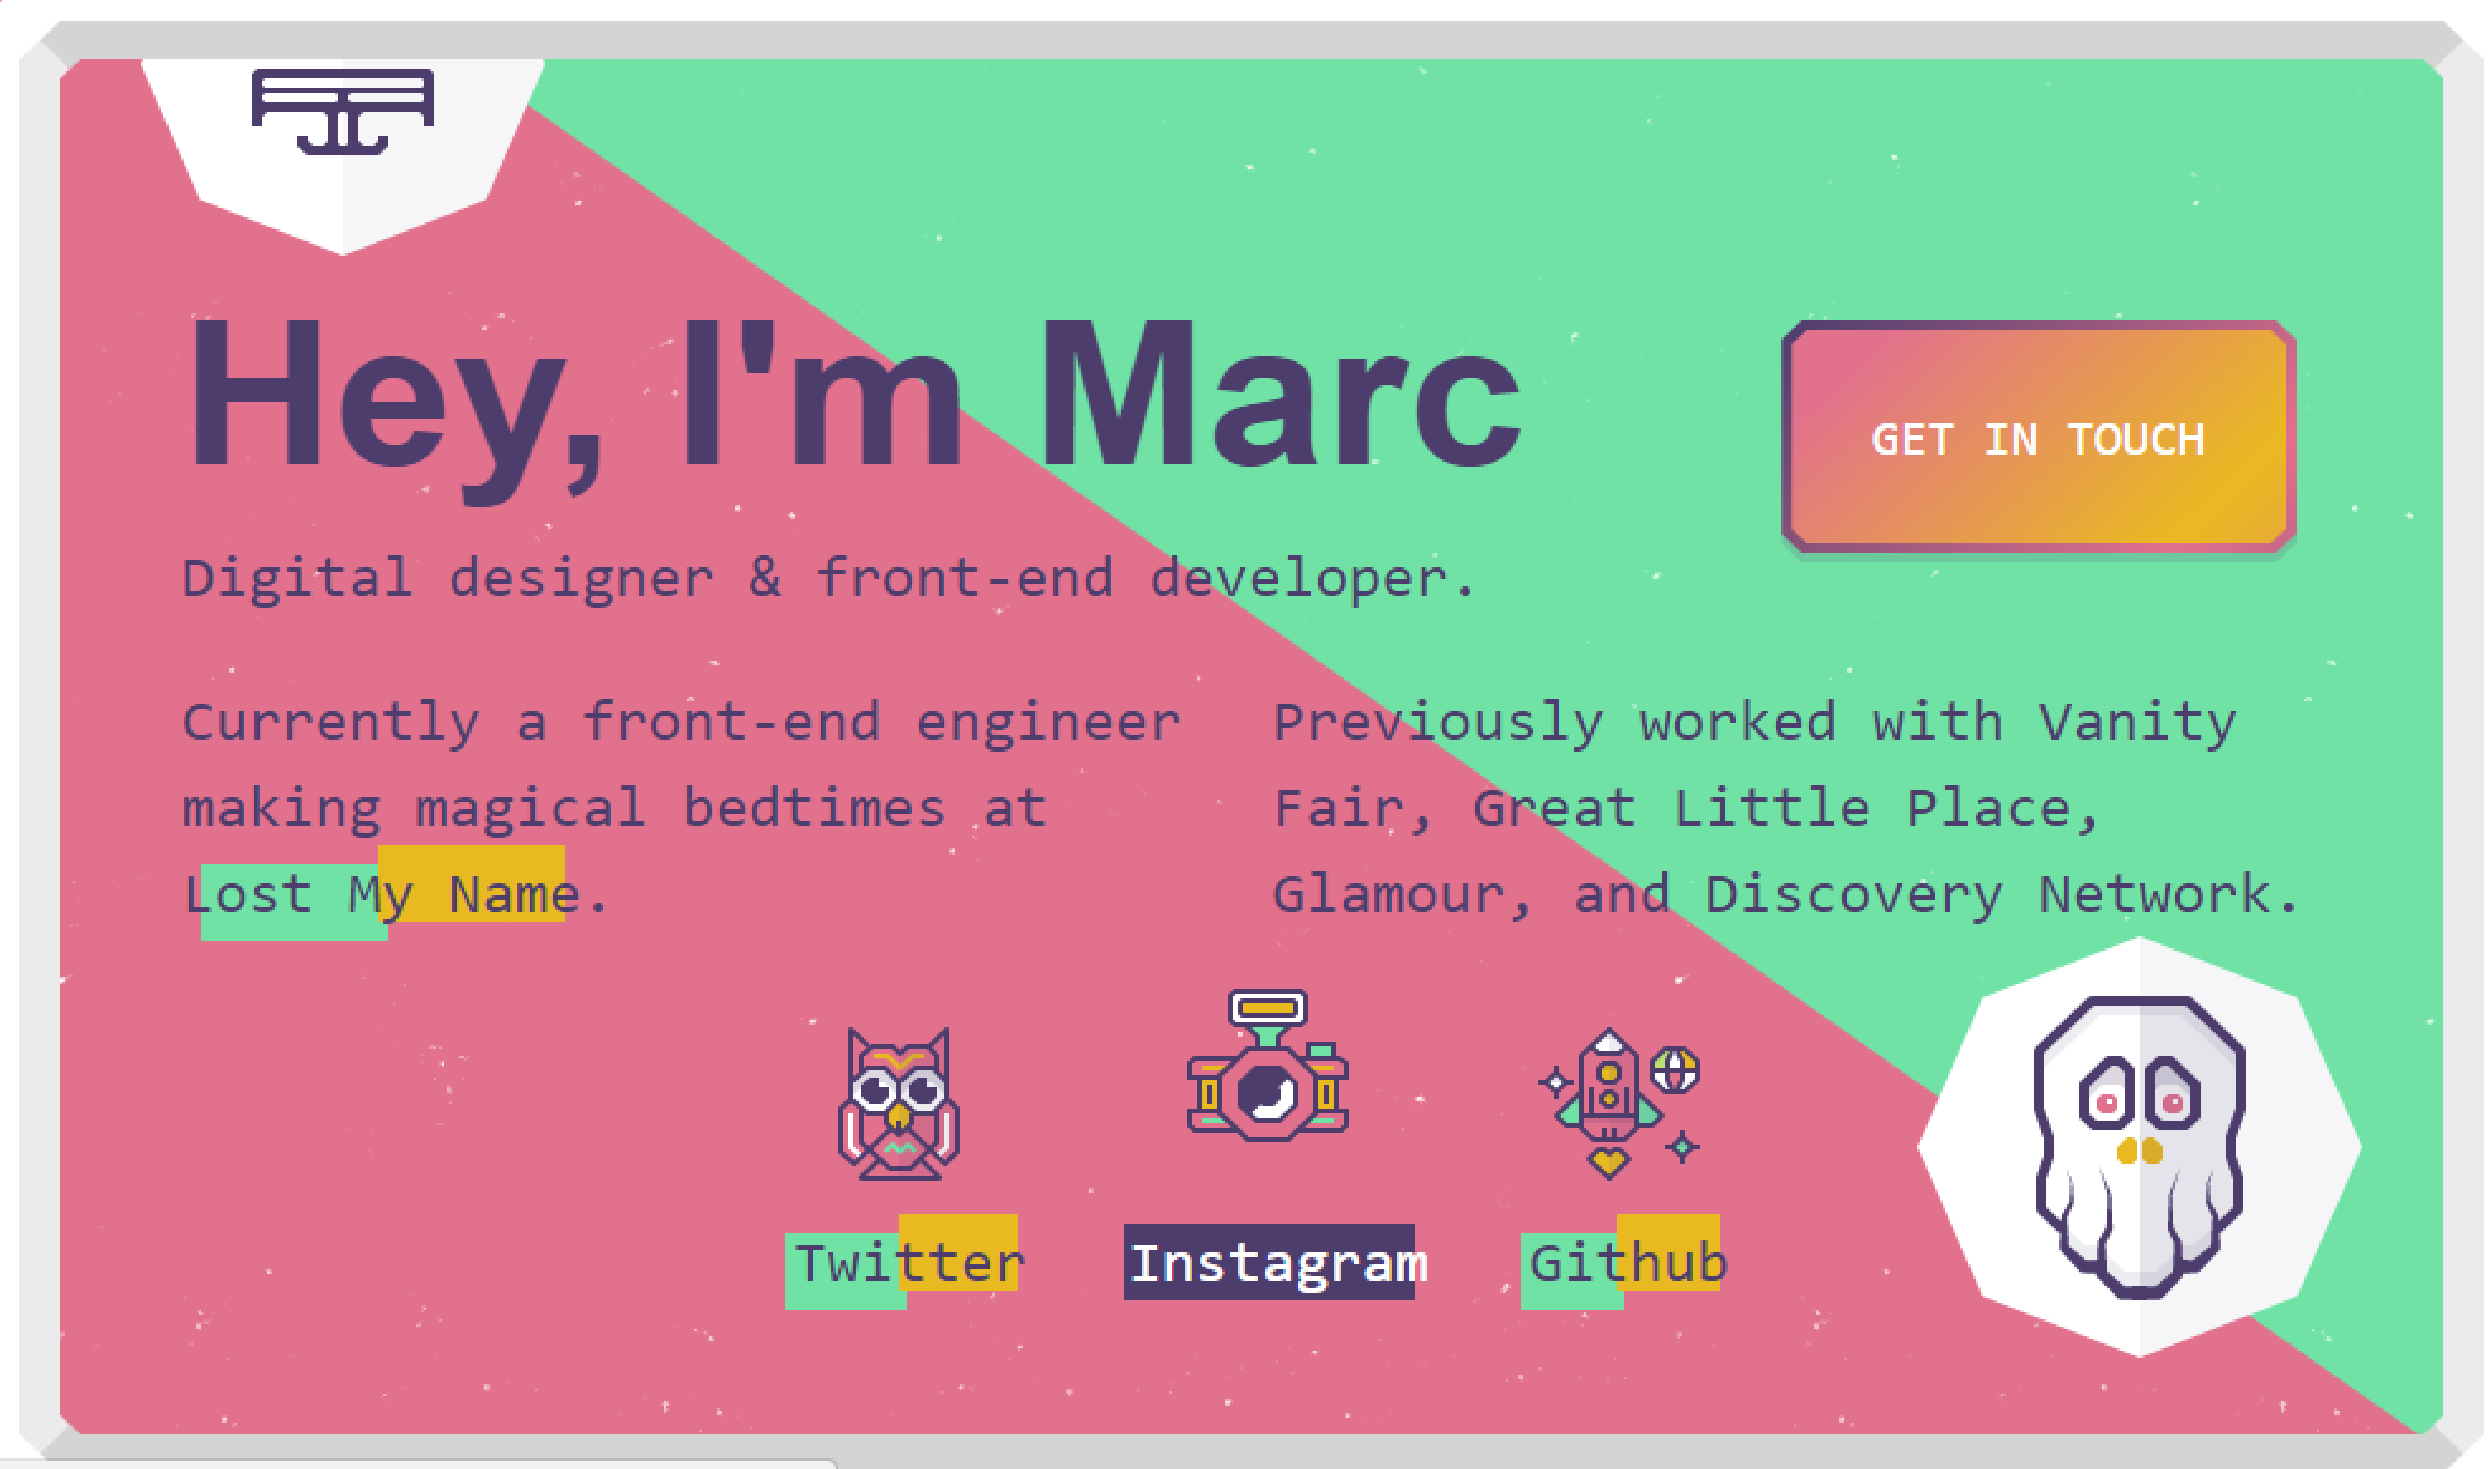 Hey, I'm Marc
GET IN TOUCH
Digital designer & front-end developer.
Currently a front-end engineer
making magical bedtimes at
Lost My Name.
Previously worked with Vanity
Fair, Great Little Place,
Glamour, and Discovery Network.
Twitter
Instagram
Github